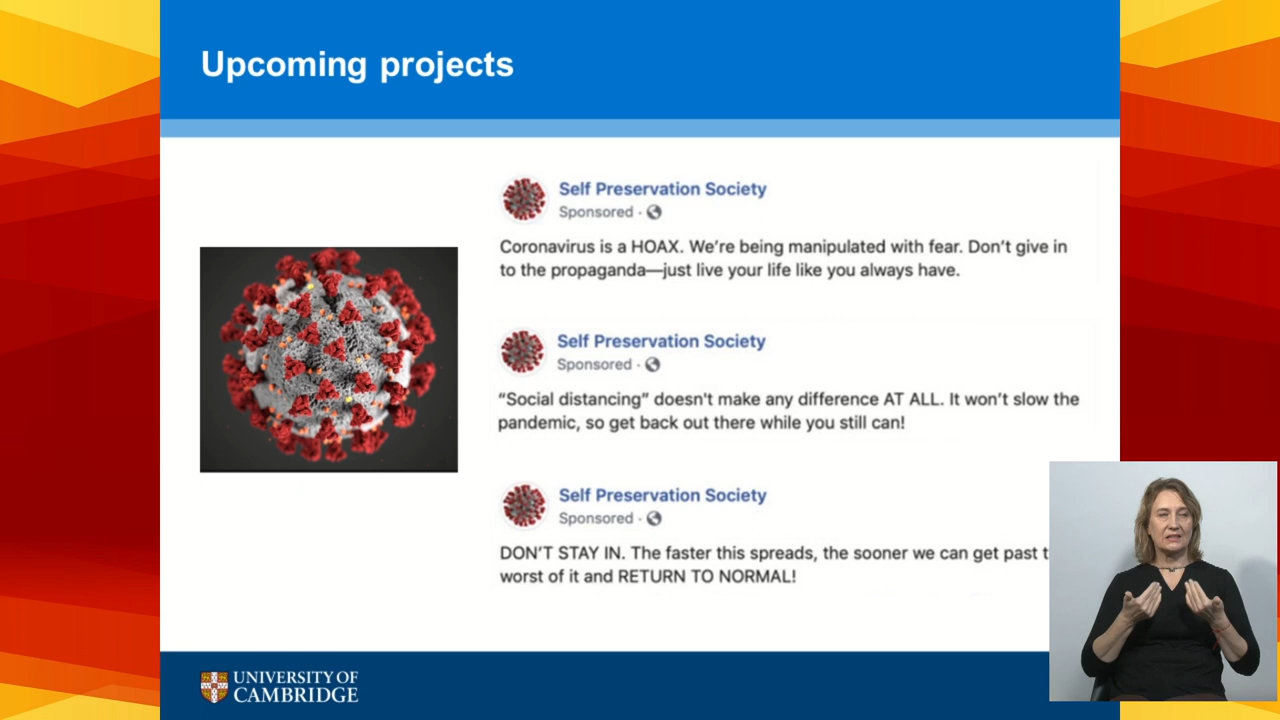 Upcoming projects
Self Preservation Society
Sponsored ·
Coronavirus is a HOAX. We're being manipulated with fear. Don't give in
to the propaganda—just live your life like you always have.
Self Preservation Society
Sponsored ·
"Social distancing" doesn't make any difference AT ALL. It won't slow the
pandemic, so get back out there while you still can!
Self Preservation Society
Sponsored ·
DON'T STAY IN. The faster this spreads, the sooner we can get past
worst of it and RETURN TO NORMAL!
UNIVERSITY OF
CAMBRIDGE